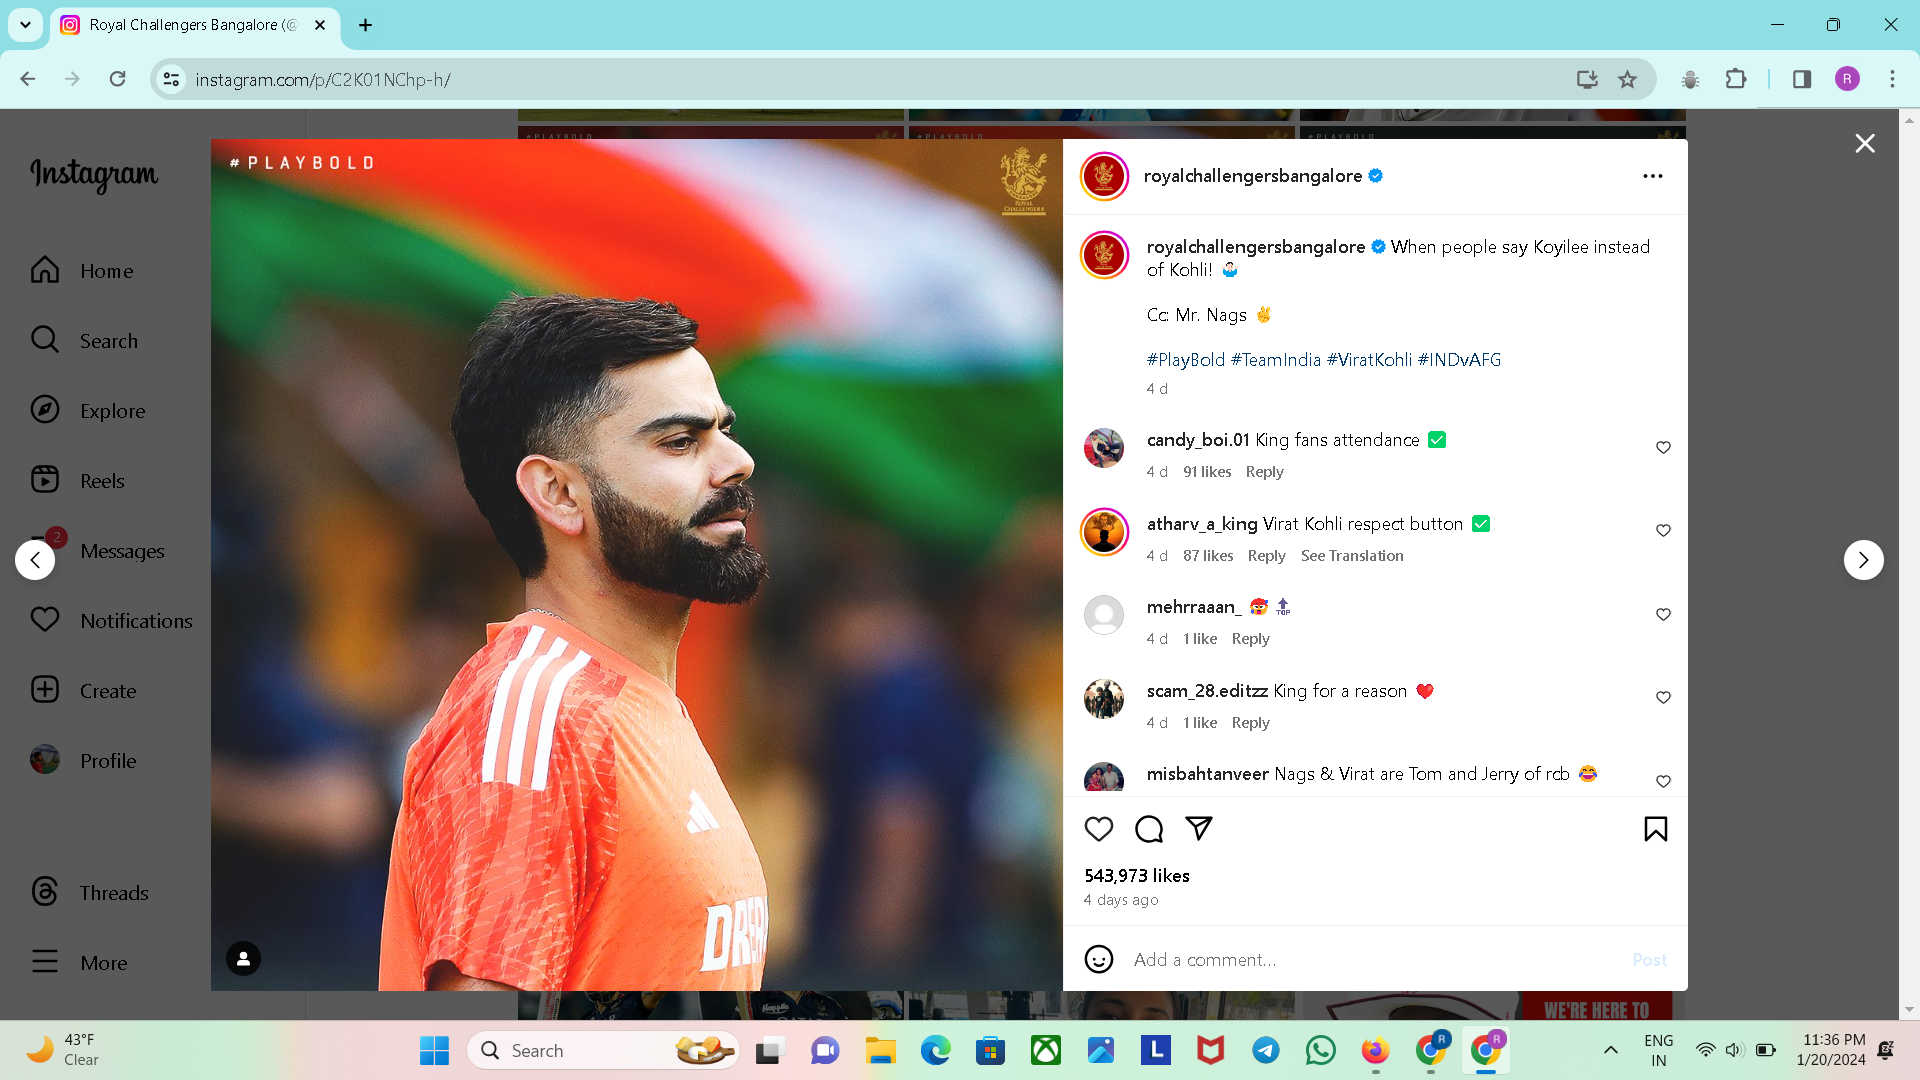 Royal Challengers Bangalore (@
instagram.com/p/C2K01NChp-h/
R
Instagram
Home
Search
Explore
Reels
2
Messages
Notifications
Create
Profile
Threads
More
#PLAYBOLD
#PLAYBOLD
#PLAYBOLD
#PLAYBOLD
ROYAL
CHALLENGERS
DREA
royalchallengersbangalore
royalchallengersbangalore When people say Koyilee instead
of Kohli! 🤷🏻‍♂️
Cc: Mr. Nags ✌️
#PlayBold #TeamIndia #ViratKohli #INDvAFG
4 d
candy_boi.01 King fans attendance ✅
4 d 91 likes Reply
atharv_a_king Virat Kohli respect button ✅
4 d 87 likes Reply See Translation
mehrraaan_ 🥳 🔝
4 d 1 like Reply
scam_28.editzz King for a reason ❤️
4 d 1 like Reply
misbahtanveer Nags & Virat are Tom and Jerry of rcb 😂
543,973 likes
4 days ago
Add a comment...
Post
WE'RE HERE TO
43°F
Clear
Search
L
R
R
ENG
IN
11:36 PM
1/20/2024